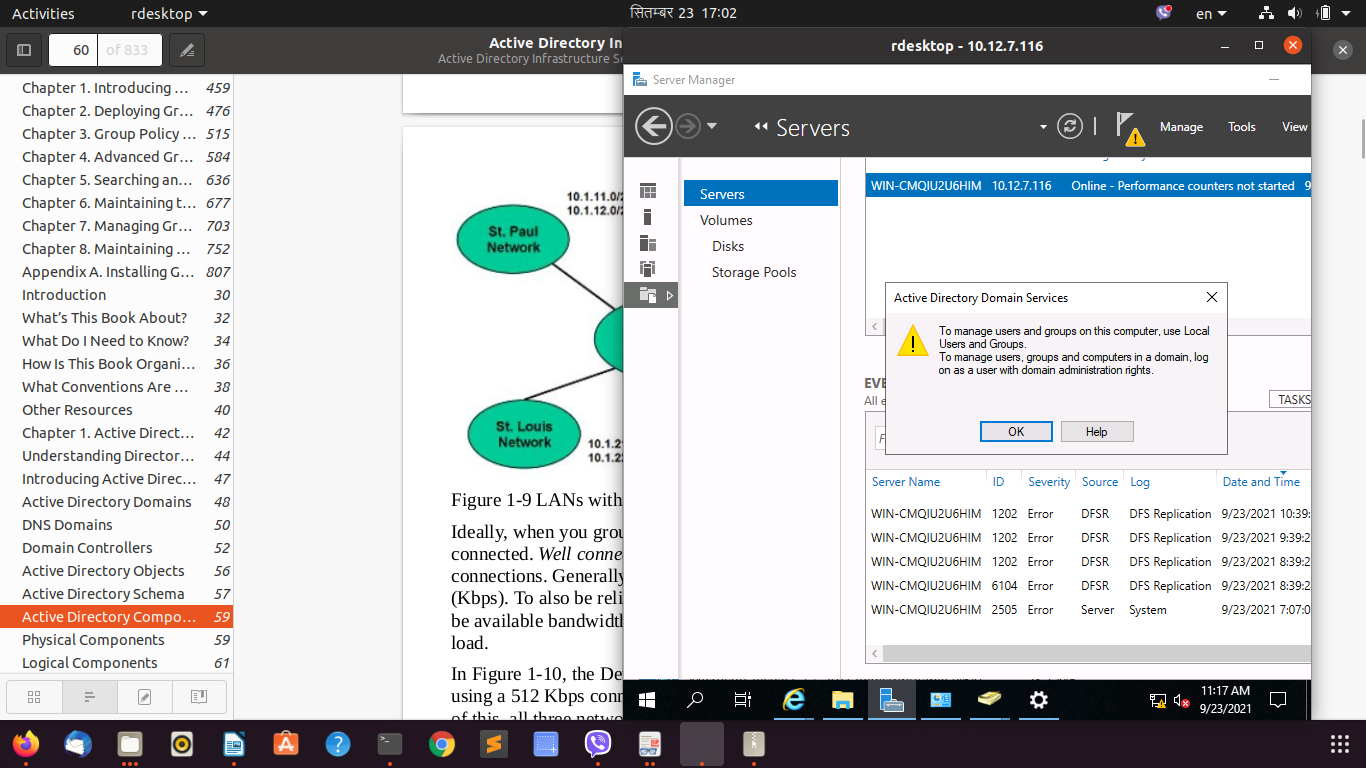 Activities
rdesktop
सितम्बर 23 17:02
en
60 of 833
Active Directory In
Active Directory Infrastructure Se
Chapter 1. Introducing ... 459
Chapter 2. Deploying Gr... 476
Chapter 3. Group Policy ... 515
Chapter 4. Advanced Gr... 584
Chapter 5. Searching an... 636
Chapter 6. Maintaining t... 677
Chapter 7. Managing Gr... 703
Chapter 8. Maintaining ... 752
Appendix A. Installing G... 807
Introduction 30
What's This Book About? 32
What Do I Need to Know? 34
How Is This Book Organi... 36
What Conventions Are ... 38
Other Resources 40
Chapter 1. Active Direct... 42
Understanding Director... 44
Introducing Active Direc... 47
Active Directory Domains 48
DNS Domains 50
Domain Controllers 52
Active Directory Objects 56
Active Directory Schema 57
Active Directory Compo... 59
Physical Components 59
Logical Components 61
10.1.11.0/2
10.1.12.0/2
St. Paul
Network
St. Louis
Network
10.1.2
10.1.2
Figure 1-9 LANs with
Ideally, when you grou
connected. Well conne
connections. Generally
(Kbps). To also be reli
be available bandwidth
load.
In Figure 1-10, the De
using a 512 Kbps conn
of this, all three netwo
rdesktop - 10.12.7.116
Server Manager
Servers
Manage
Tools
View
Servers
Volumes
Disks
Storage Pools
WIN-CMQIU2U6HIM 10.12.7.116 Online - Performance counters not started 9
Active Directory Domain Services
To manage users and groups on this computer, use Local
Users and Groups.
To manage users, groups and computers in a domain, log
on as a user with domain administration rights.
OK
Help
EVE
All e
TASKS
F
Server Name ID Severity Source Log Date and Time
WIN-CMQIU2U6HIM 1202 Error DFSR DFS Replication 9/23/2021 10:39:
WIN-CMQIU2U6HIM 1202 Error DFSR DFS Replication 9/23/2021 9:39:2
WIN-CMQIU2U6HIM 1202 Error DFSR DFS Replication 9/23/2021 8:39:2
WIN-CMQIU2U6HIM 6104 Error DFSR DFS Replication 9/23/2021 8:39:2
WIN-CMQIU2U6HIM 2505 Error Server System 9/23/2021 7:07:0
11:17 AM
9/23/2021